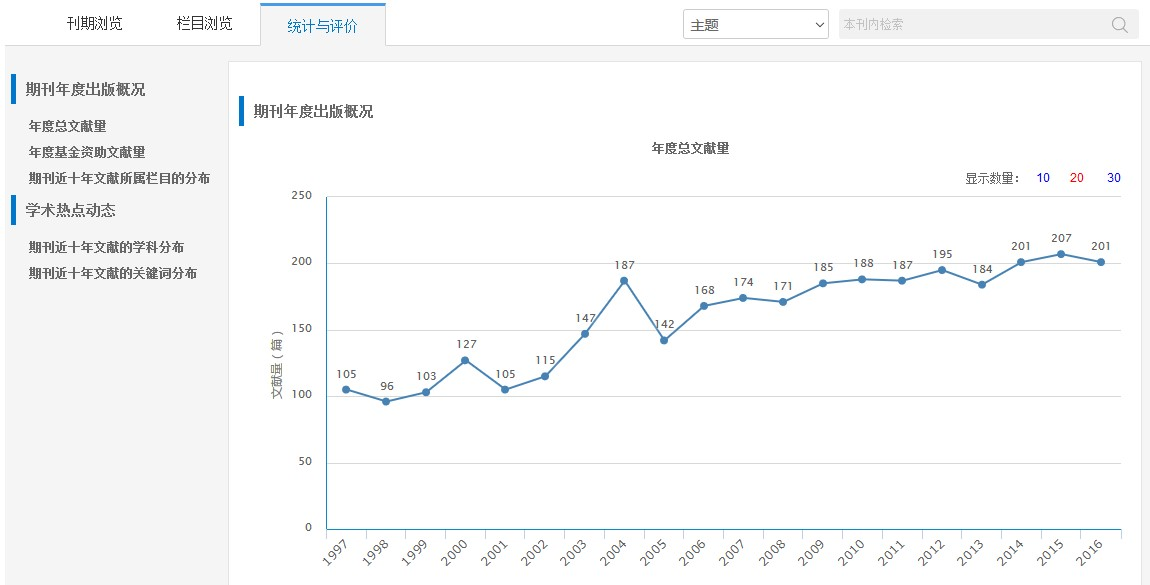 刊期浏览 栏目浏览 统计与评价 主题 本刊内检索
期刊年度出版概况
年度总文献量
年度基金资助文献量
期刊近十年文献所属栏目的分布
学术热点动态
期刊近十年文献的学科分布
期刊近十年文献的关键词分布
期刊年度出版概况
年度总文献量
显示数量: 10 20 30
文献量（篇）
250
200
150
100
50
0
105 96 103 127 105 115 147 187 142 168 174 171 185 188 187 195 184 201 207 201
1997 1998 1999 2000 2001 2002 2003 2004 2005 2006 2007 2008 2009 2010 2011 2012 2013 2014 2015 2016